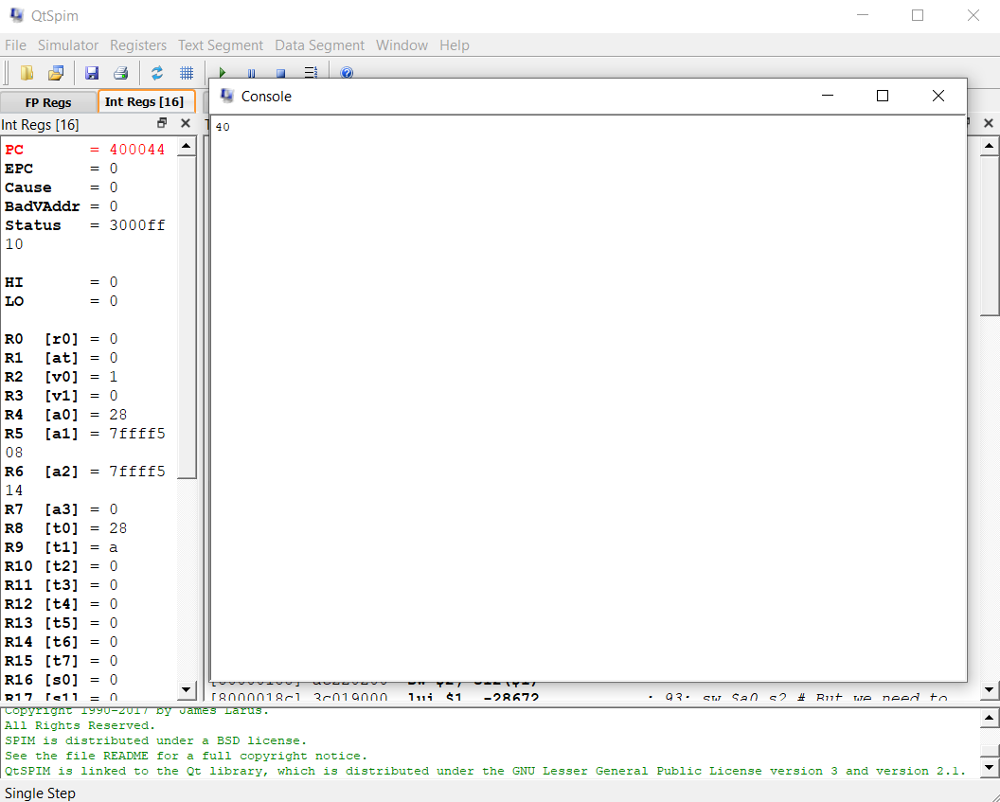 QtSpim
File Simulator Registers Text Segment Data Segment Window Help
FP Regs Int Regs [16]
Int Regs [16]
PC = 400044
EPC = 0
Cause = 0
BadVAddr = 0
Status = 3000ff
10
HI = 0
LO = 0
R0 [r0] = 0
R1 [at] = 0
R2 [v0] = 1
R3 [v1] = 0
R4 [a0] = 28
R5 [a1] = 7ffff5
08
R6 [a2] = 7ffff5
14
R7 [a3] = 0
R8 [t0] = 28
R9 [t1] = a
R10 [t2] = 0
R11 [t3] = 0
R12 [t4] = 0
R13 [t5] = 0
R14 [t6] = 0
R15 [t7] = 0
R16 [s0] = 0
R17 [s1] = 0
Console
40
[8000018c] 3c019000 lui $1, -28672 ; 93: sw $a0 s2 # But we need to
Copyright 1990-2017 by James Larus.
All Rights Reserved.
SPIM is distributed under a BSD license.
See the file README for a full copyright notice.
QtSPIM is linked to the Qt library, which is distributed under the GNU Lesser General Public License version 3 and version 2.1.
Single Step